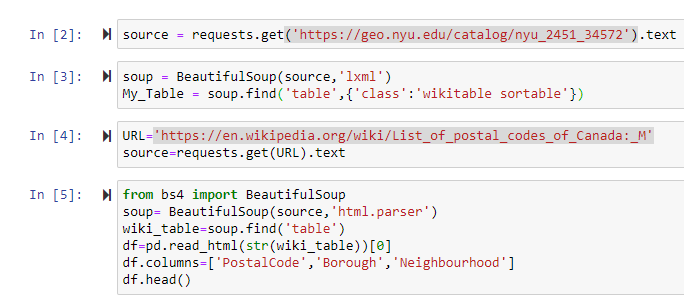 In [2]: source = requests.get('https://geo.nyu.edu/catalog/nyu_2451_34572').text
In [3]: soup = BeautifulSoup(source,'lxml')
My_Table = soup.find('table',{'class':'wikitable sortable'})
In [4]: URL='https://en.wikipedia.org/wiki/List_of_postal_codes_of_Canada:_M'
source=requests.get(URL).text
In [5]: from bs4 import BeautifulSoup
soup= BeautifulSoup(source,'html.parser')
wiki_table=soup.find('table')
df=pd.read_html(str(wiki_table))[0]
df.columns=['PostalCode','Borough','Neighbourhood']
df.head()